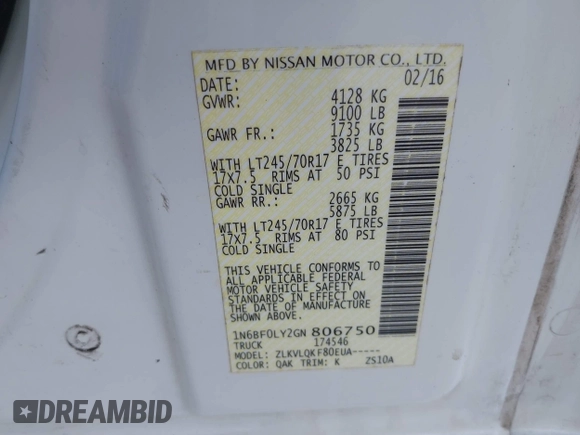 MFD BY NISSAN MOTOR CO., LTD.
DATE: 02/16
GVWR: 4128 KG
9100 LB
GAWR FR.: 1735 KG
3825 LB
WITH LT245/70R17 E TIRES
17X7.5 RIMS AT 50 PSI
COLD SINGLE
GAWR RR.: 2665 KG
5875 LB
WITH LT245/70R17 E TIRES
17X7.5 RIMS AT 80 PSI
COLD SINGLE
THIS VEHICLE CONFORMS TO
ALL APPLICABLE FEDERAL
MOTOR VEHICLE SAFETY
STANDARDS IN EFFECT ON
THE DATE OF MANUFACTURE
SHOWN ABOVE.
1N6BF0LY2GN 806750
TRUCK 174546
MODEL: ZLKVLQKF80EUA-----
COLOR: QAK TRIM: K ZS10A
DREAMBID